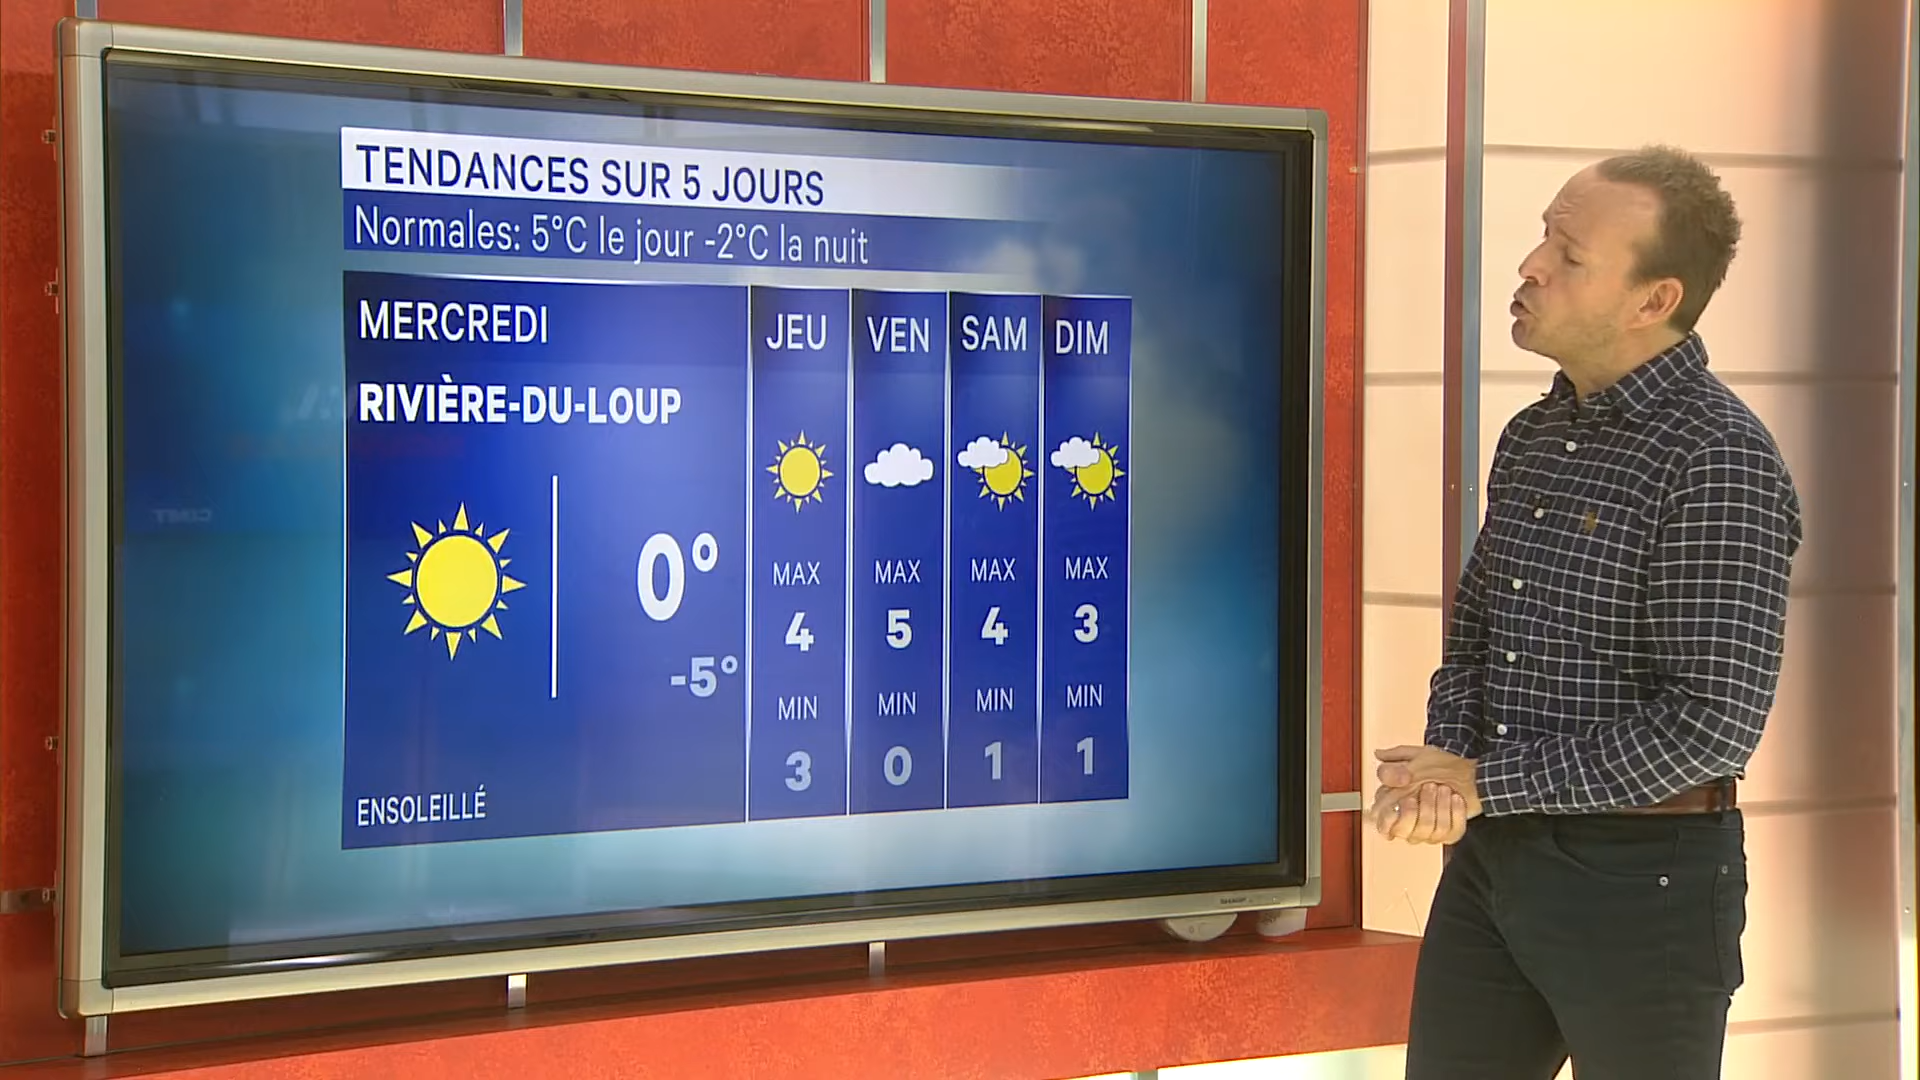 TENDANCES SUR 5 JOURS
Normales: 5°C le jour -2°C la nuit
MERCREDI
RIVIÈRE-DU-LOUP
0°
-5°
ENSOLEILLÉ
JEU
MAX
4
MIN
3
VEN
MAX
5
MIN
0
SAM
MAX
4
MIN
1
DIM
MAX
3
MIN
1
SHARP